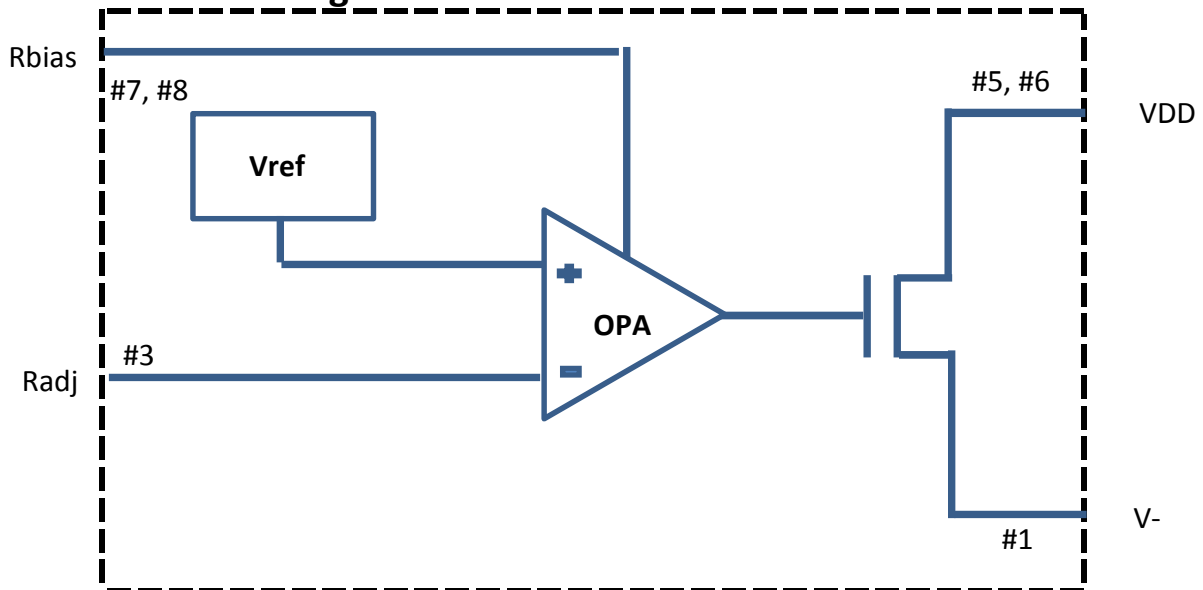 Rbias
#7, #8
#5, #6
VDD
Vref
+
OPA
#3
Radj
-
V-
#1